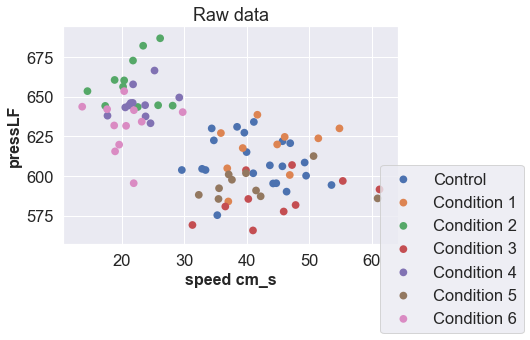 Raw data
pressLF
675
650
625
600
575
20
30
40
50
60
speed cm_s
Control
Condition 1
Condition 2
Condition 3
Condition 4
Condition 5
Condition 6